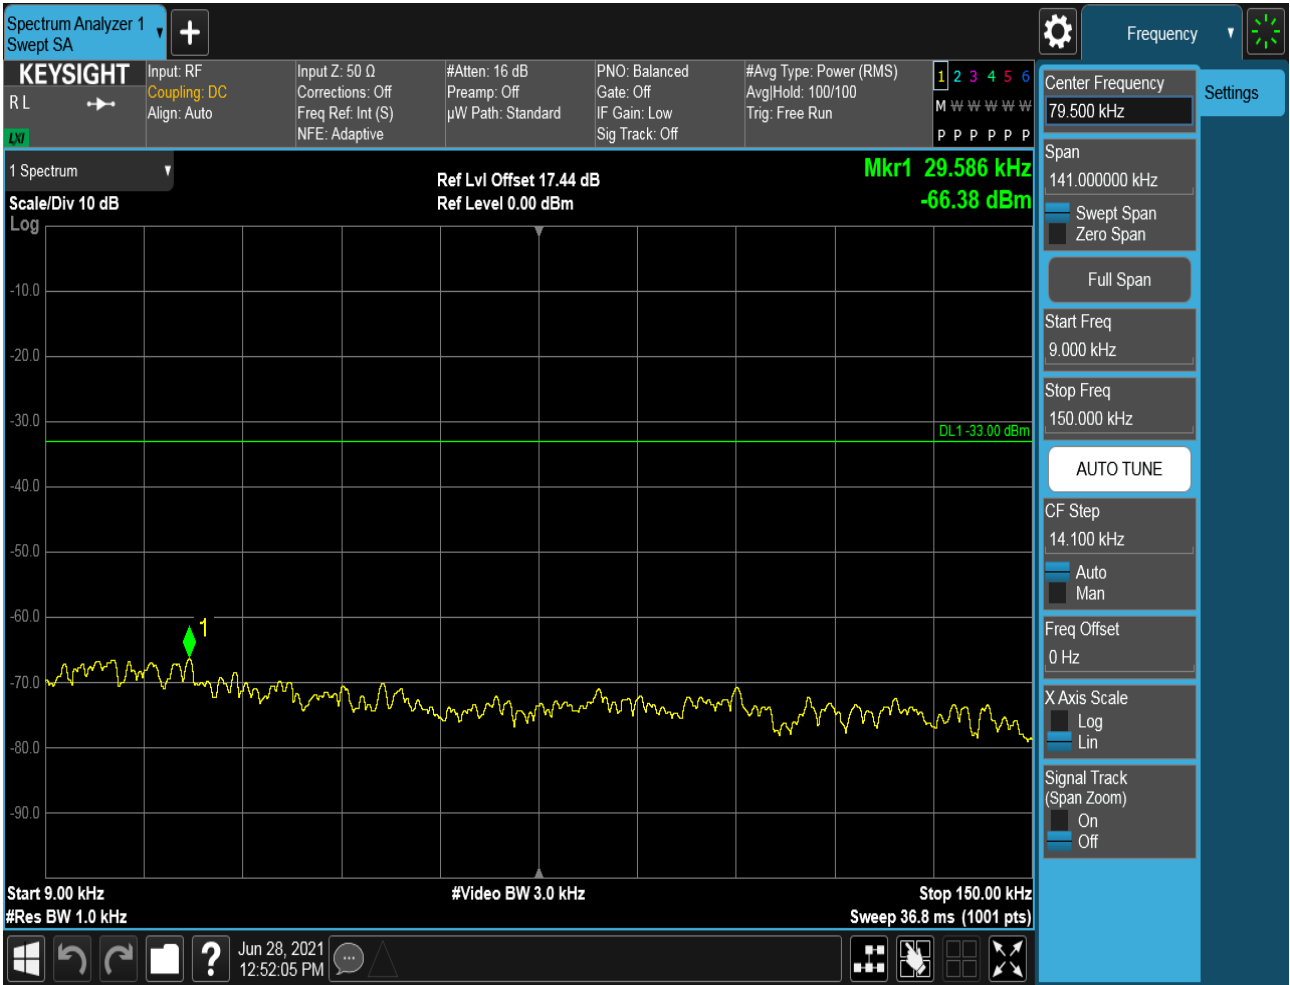 Spectrum Analyzer 1
Swept SA
Frequency
KEYSIGHT
R L
LXI
Input: RF
Coupling: DC
Align: Auto
Input Z: 50 Ω
Corrections: Off
Freq Ref: Int (S)
NFE: Adaptive
#Atten: 16 dB
Preamp: Off
µW Path: Standard
PNO: Balanced
Gate: Off
IF Gain: Low
Sig Track: Off
#Avg Type: Power (RMS)
Avg|Hold: 100/100
Trig: Free Run
1 2 3 4 5 6
M W W W W W
P P P P P P
1 Spectrum
Scale/Div 10 dB
Log
Ref Lvl Offset 17.44 dB
Ref Level 0.00 dBm
Mkr1 29.586 kHz
-66.38 dBm
-10.0
-20.0
-30.0
DL1 -33.00 dBm
-40.0
-50.0
-60.0
1
-70.0
-80.0
-90.0
Start 9.00 kHz
#Res BW 1.0 kHz
#Video BW 3.0 kHz
Stop 150.00 kHz
Sweep 36.8 ms (1001 pts)
Center Frequency
79.500 kHz
Settings
Span
141.000000 kHz
Swept Span
Zero Span
Full Span
Start Freq
9.000 kHz
Stop Freq
150.000 kHz
AUTO TUNE
CF Step
14.100 kHz
Auto
Man
Freq Offset
0 Hz
X Axis Scale
Log
Lin
Signal Track
(Span Zoom)
On
Off
?
Jun 28, 2021
12:52:05 PM